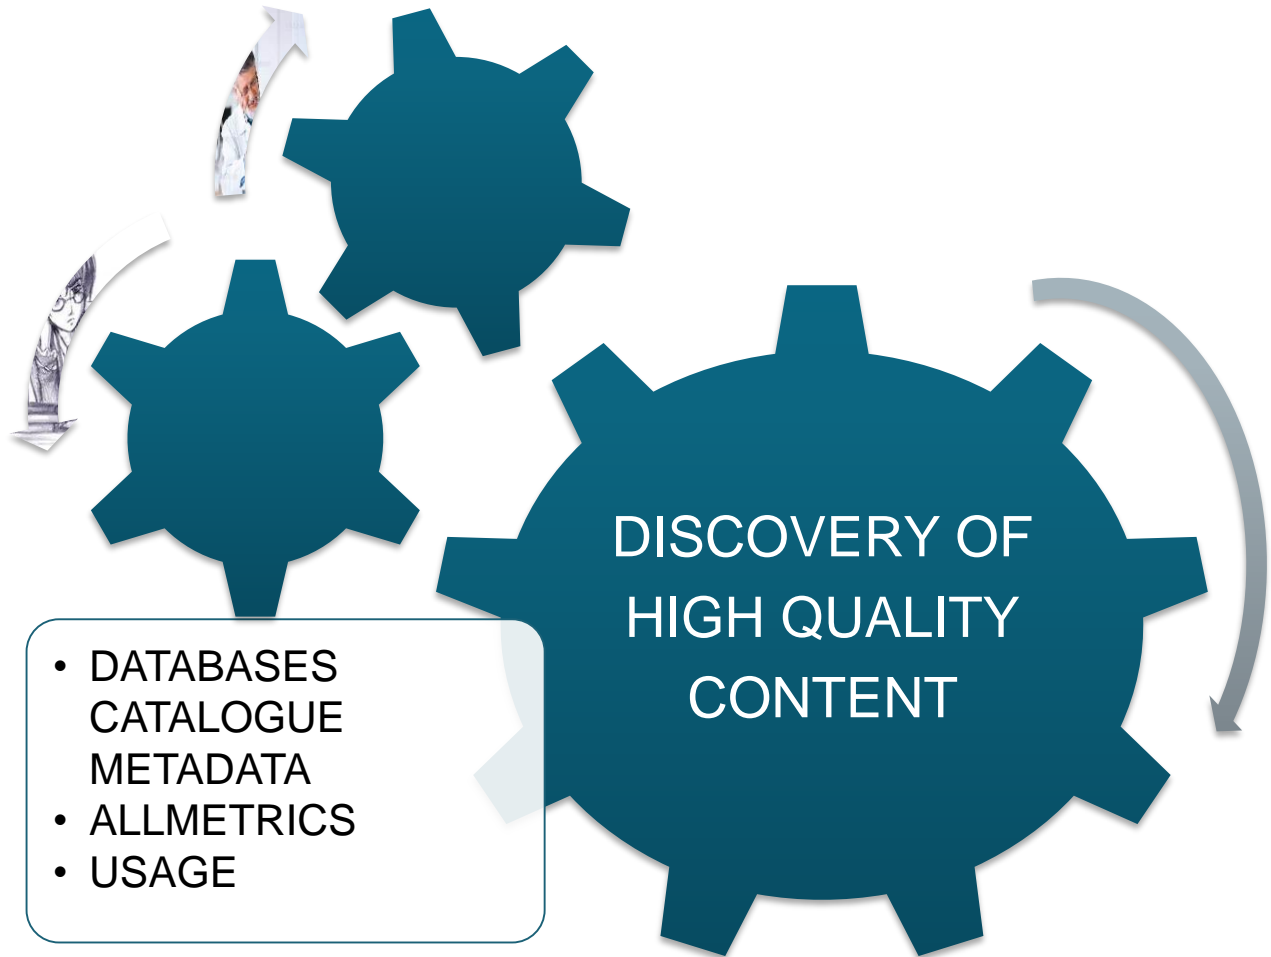 DISCOVERY OF
HIGH QUALITY
CONTENT
• DATABASES
CATALOGUE
METADATA
• ALLMETRICS
• USAGE